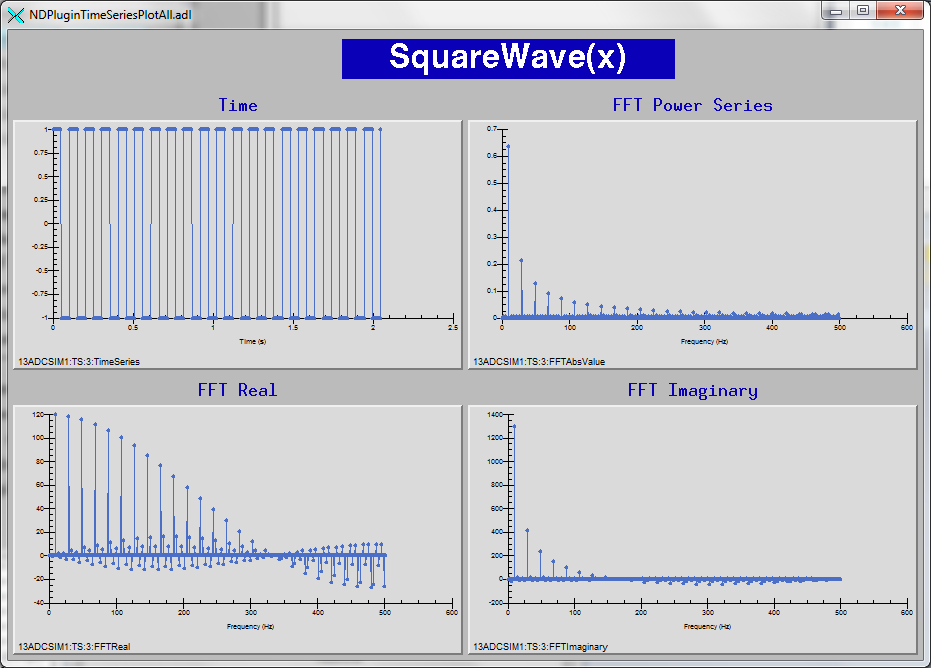 NDPluginTimeSeriesPlotAll.adl
SquareWave(x)
Time
FFT Power Series
1
0.75
0.5
0.25
0
-0.25
-0.5
-0.75
-1
0 0.5 1 1.5 2 2.5
Time (s)
13ADCSIM1:TS:3:TimeSeries
0.7
0.6
0.5
0.4
0.3
0.2
0.1
0
0 100 200 300 400 500 600
Frequency (Hz)
13ADCSIM1:TS:3:FFTAbsValue
FFT Real
FFT Imaginary
120
100
80
60
40
20
0
-20
-40
0 100 200 300 400 500 600
Frequency (Hz)
13ADCSIM1:TS:3:FFTReal
1400
1200
1000
800
600
400
200
0
-200
0 100 200 300 400 500 600
Frequency (Hz)
13ADCSIM1:TS:3:FFTImaginary